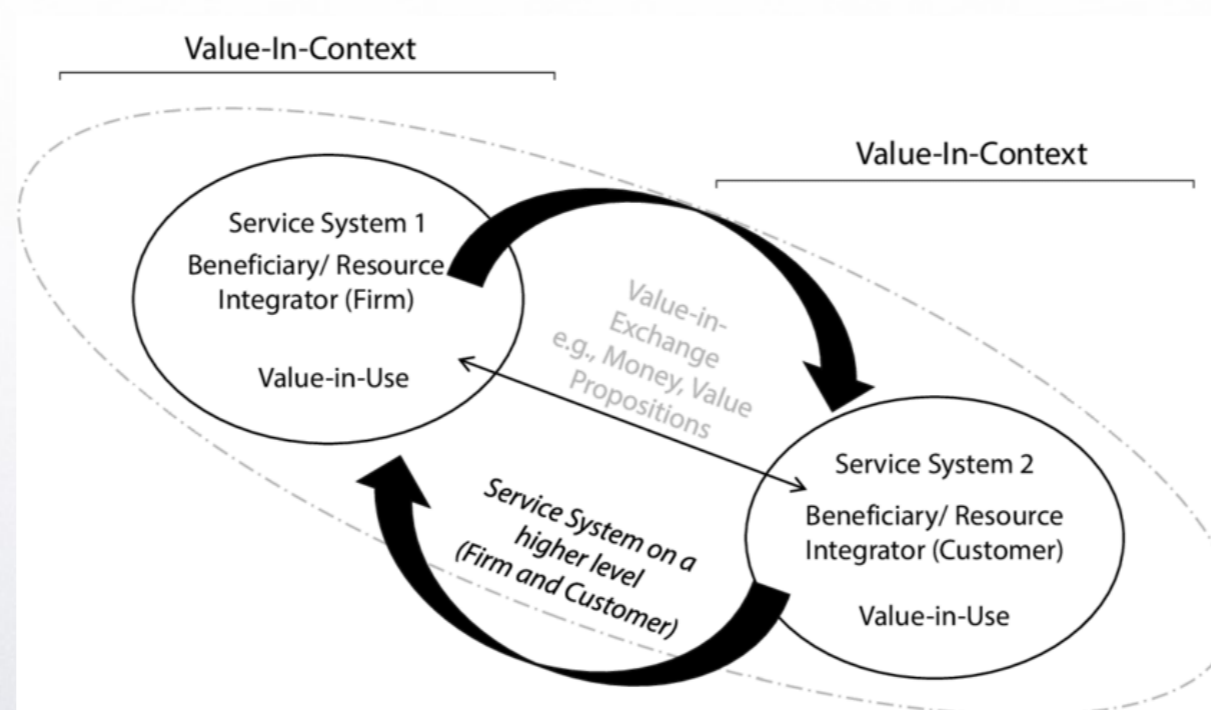 Value-In-Context
Value-In-Context
Service System 1
Beneficiary/ Resource
Integrator (Firm)
Value-in-Use
Value-in-
Exchange
e.g., Money, Value
Propositions
Service System on a
higher level
(Firm and Customer)
Service System 2
Beneficiary/ Resource
Integrator (Customer)
Value-in-Use